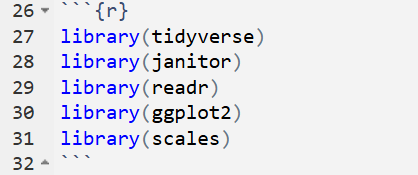 26 ```{r}
27 library(tidyverse)
28 library(janitor)
29 library(readr)
30 library(ggplot2)
31 library(scales)
32 ```